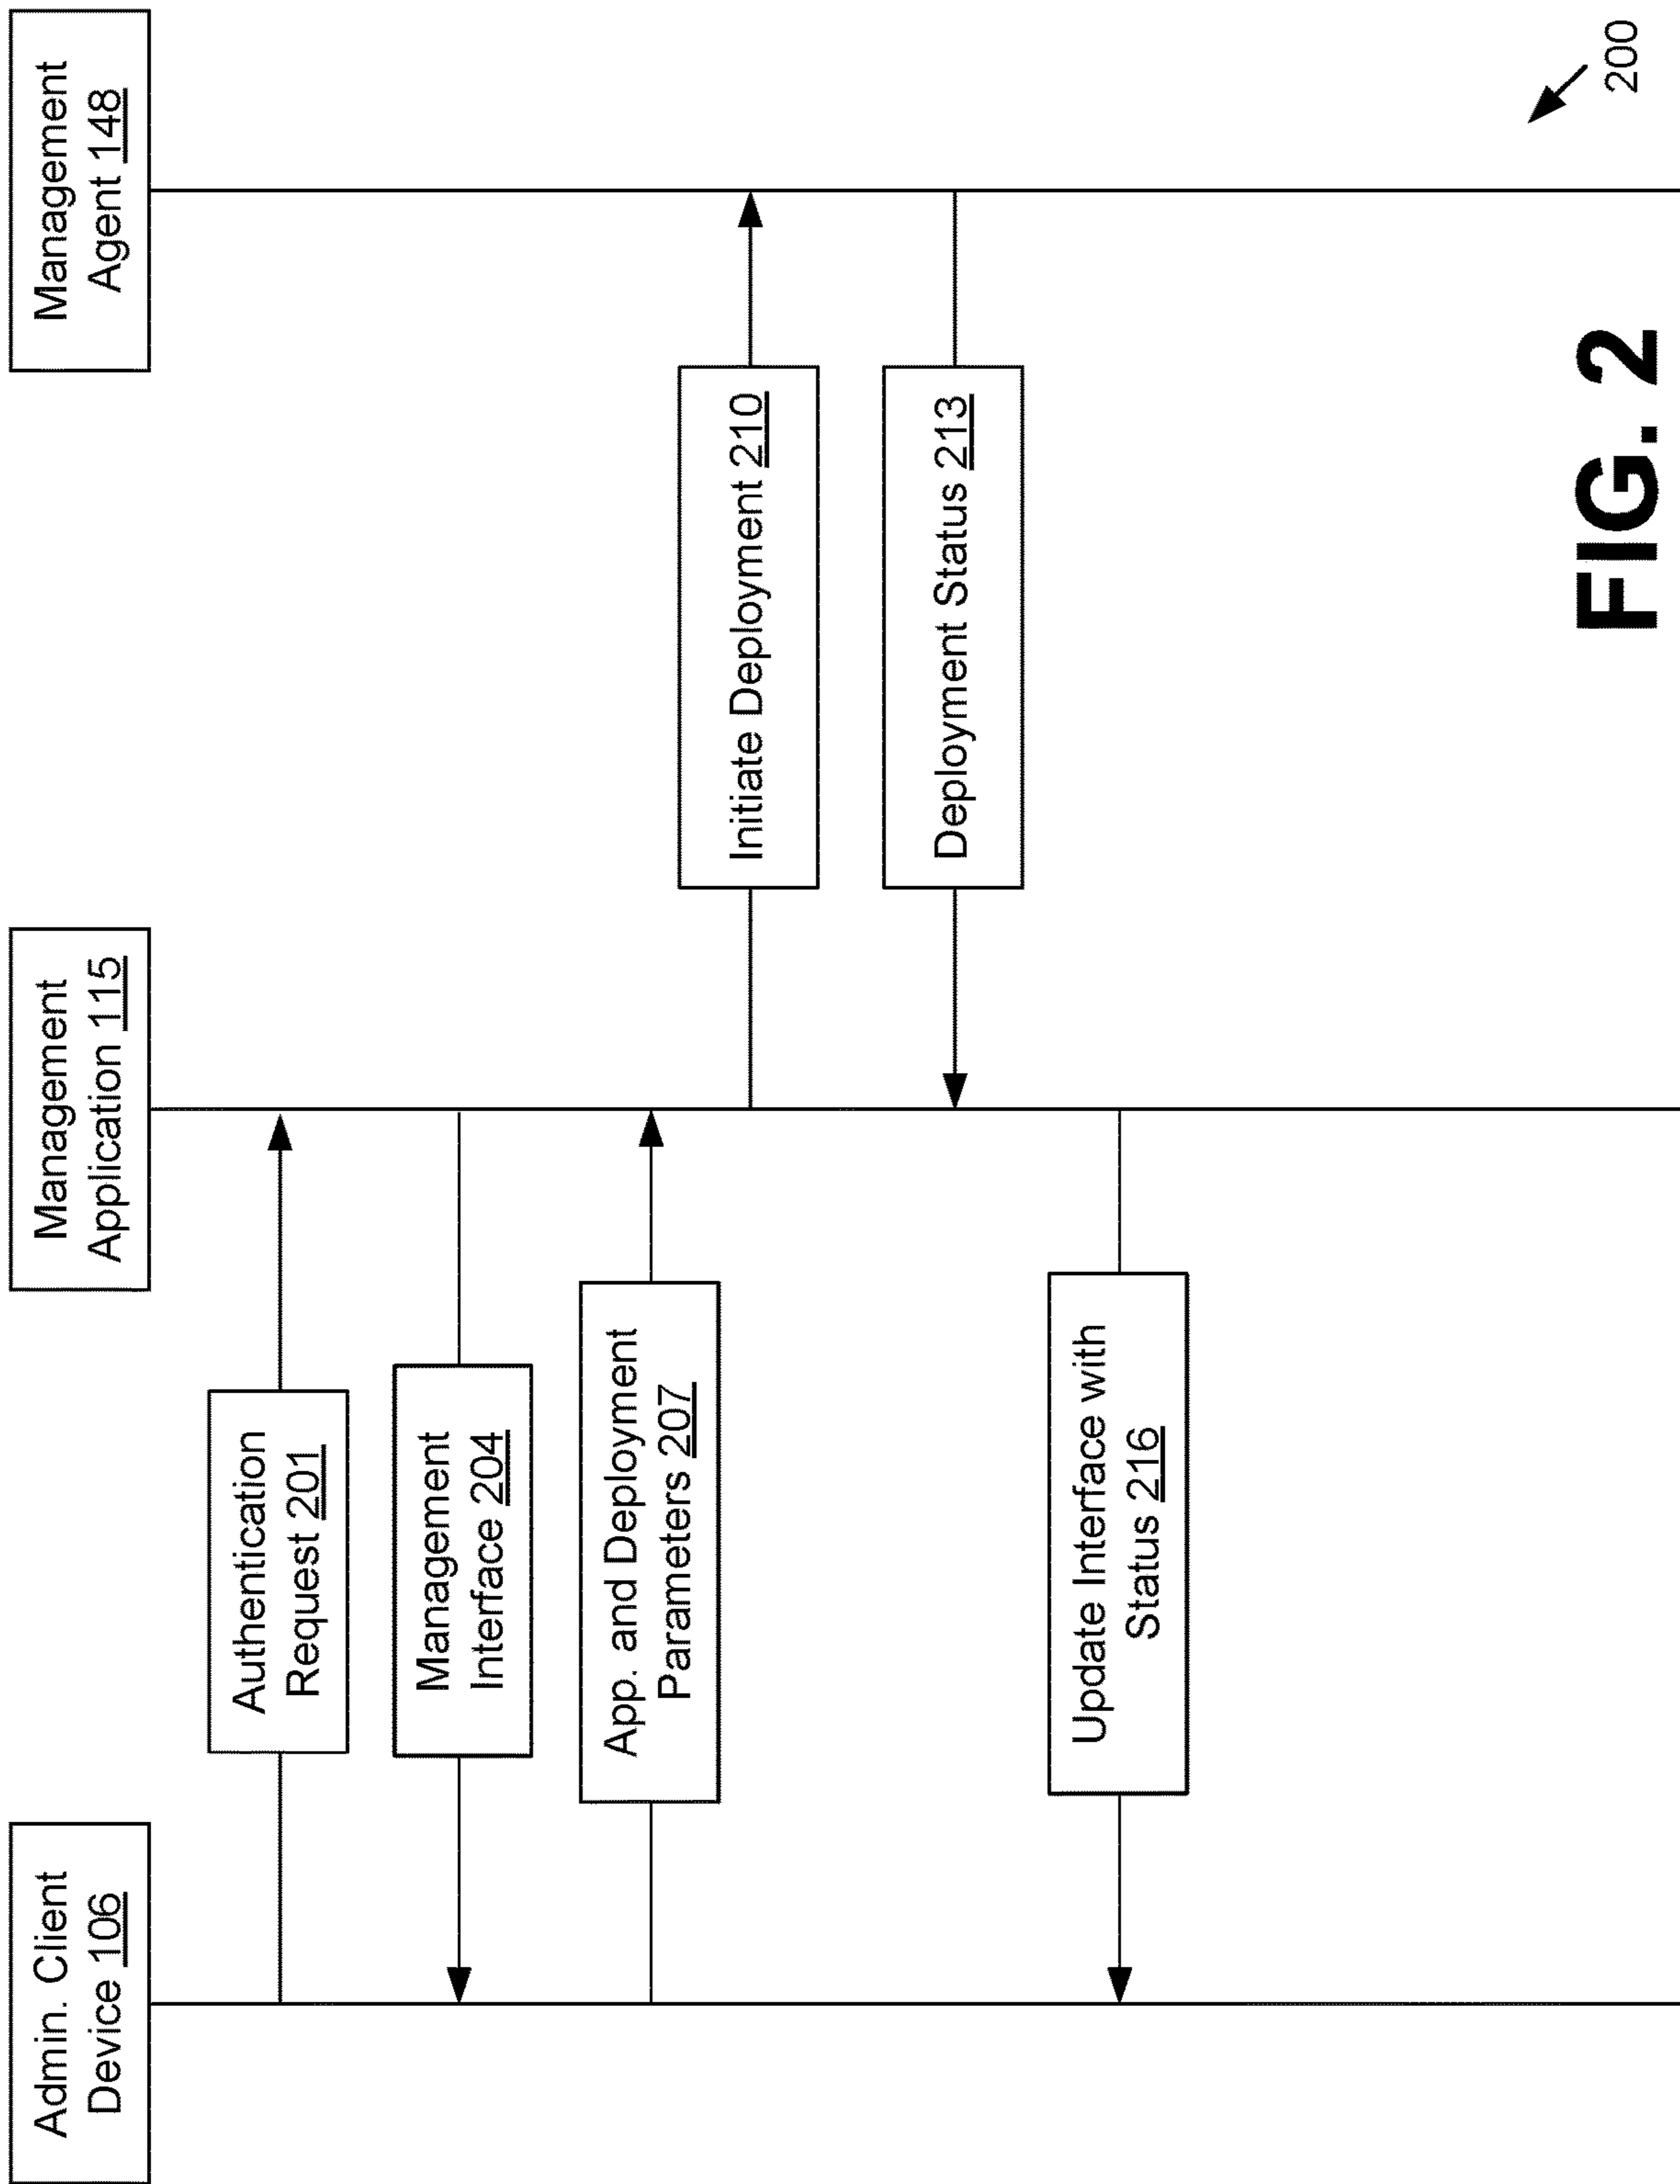 Admin. Client
Device 106
Management
Application 115
Management
Agent 148
Authentication
Request 201
Management
Interface 204
App. and Deployment
Parameters 207
Initiate Deployment 210
Deployment Status 213
Update Interface with
Status 216
200
FIG. 2